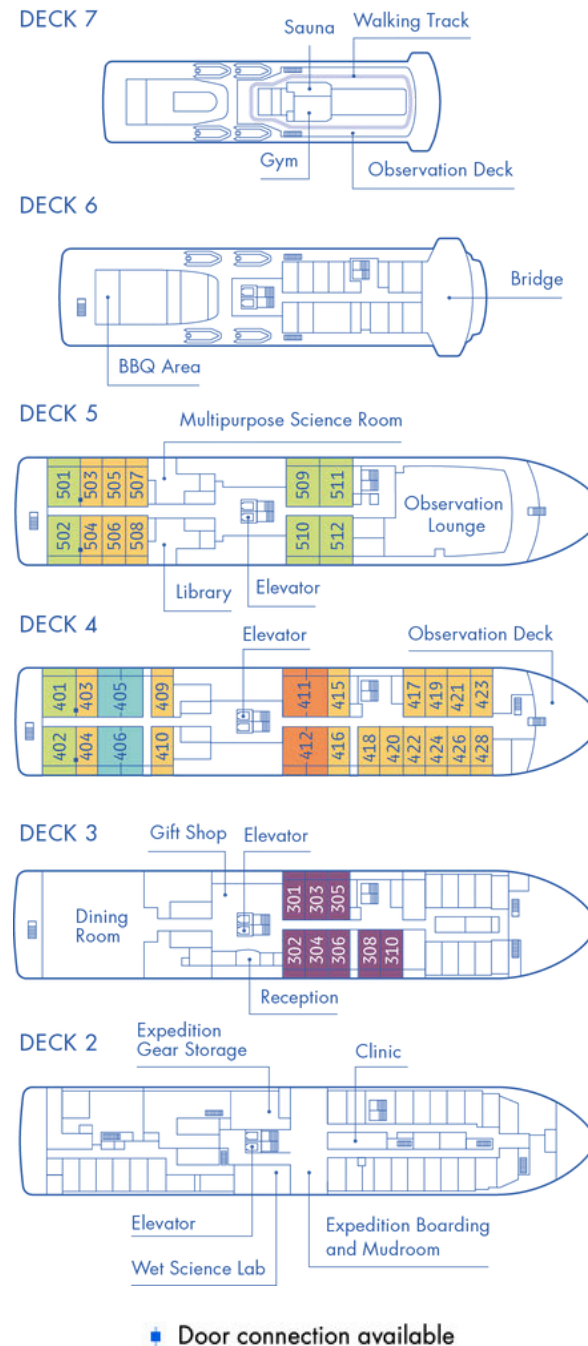 DECK 7
Sauna
Walking Track
Gym
Observation Deck
DECK 6
Bridge
BBQ Area
DECK 5
Multipurpose Science Room
501 503 505 507 509 511
Observation
Lounge
502 504 506 508 510 512
Library
Elevator
DECK 4
Elevator
Observation Deck
401 403 405 409 411 415 417 419 421 423
402 404 406 410 412 416 418 420 422 424 426 428
DECK 3
Gift Shop
Elevator
301 303 305
Dining
Room
302 304 306 308 310
Reception
DECK 2
Expedition
Gear Storage
Clinic
Elevator
Wet Science Lab
Expedition Boarding
and Mudroom
Door connection available